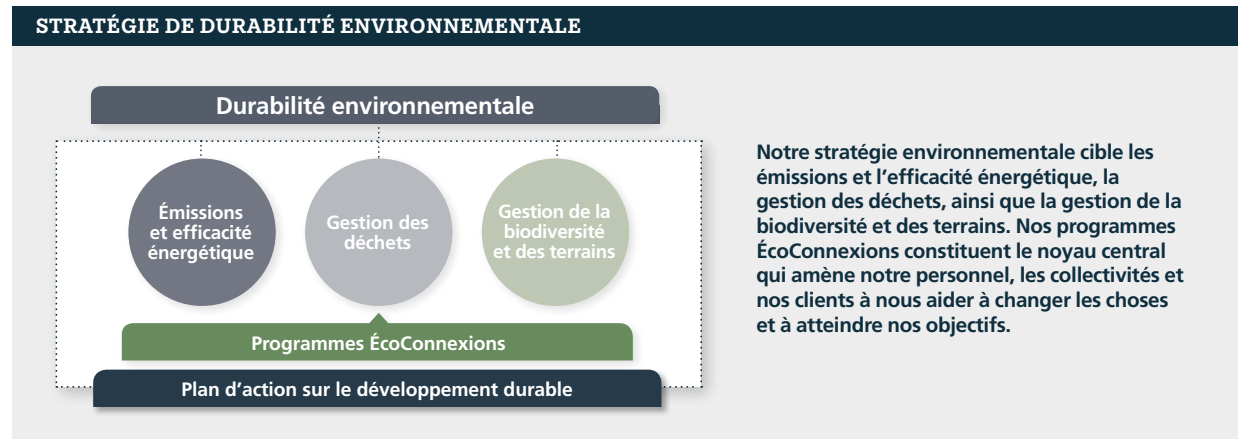 STRATÉGIE DE DURABILITÉ ENVIRONNEMENTALE
Durabilité environnementale
Émissions
et efficacité
énergétique
Gestion des
déchets
Gestion de la
biodiversité
et des terrains
Programmes ÉcoConnexions
Plan d’action sur le développement durable
Notre stratégie environnementale cible les
émissions et l’efficacité énergétique, la
gestion des déchets, ainsi que la gestion de la
biodiversité et des terrains. Nos programmes
ÉcoConnexions constituent le noyau central
qui amène notre personnel, les collectivités et
nos clients à nous aider à changer les choses
et à atteindre nos objectifs.